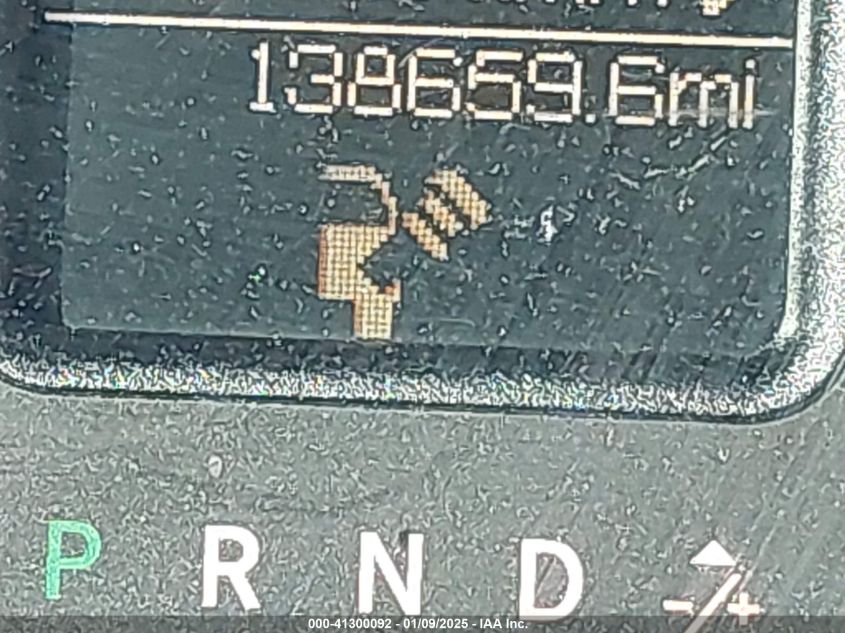 138659.6mi
P R N D -/+
000-41300092 - 01/09/2025 - IAA Inc.